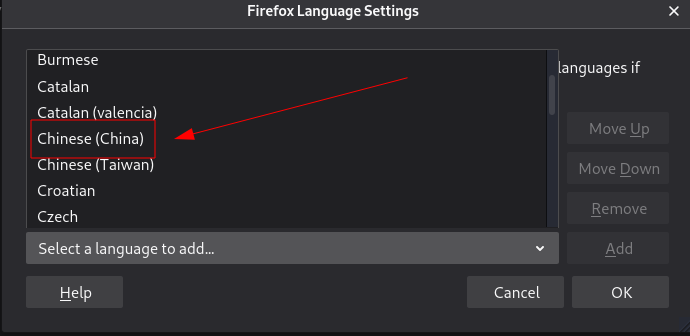 Firefox Language Settings
Burmese
languages if
Catalan
Catalan (valencia)
Chinese (China)
Chinese (Taiwan)
Croatian
Czech
Select a language to add...
Move Up
Move Down
Remove
Add
Help
Cancel
OK